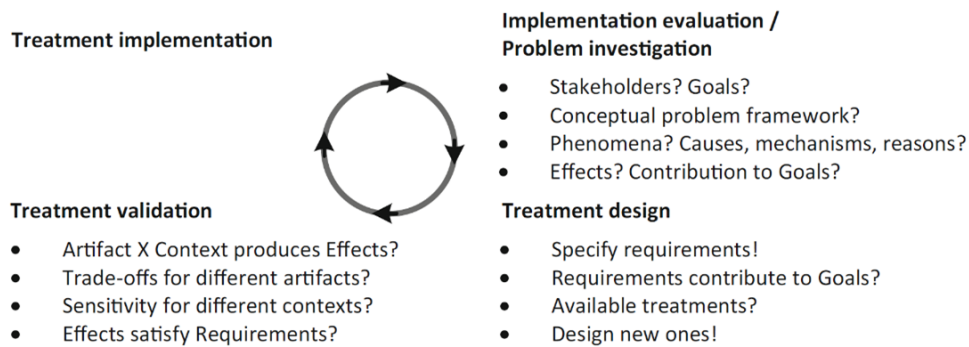 Treatment implementation
Implementation evaluation /
Problem investigation
• Stakeholders? Goals?
• Conceptual problem framework?
• Phenomena? Causes, mechanisms, reasons?
• Effects? Contribution to Goals?
Treatment validation
• Artifact X Context produces Effects?
• Trade-offs for different artifacts?
• Sensitivity for different contexts?
• Effects satisfy Requirements?
Treatment design
• Specify requirements!
• Requirements contribute to Goals?
• Available treatments?
• Design new ones!